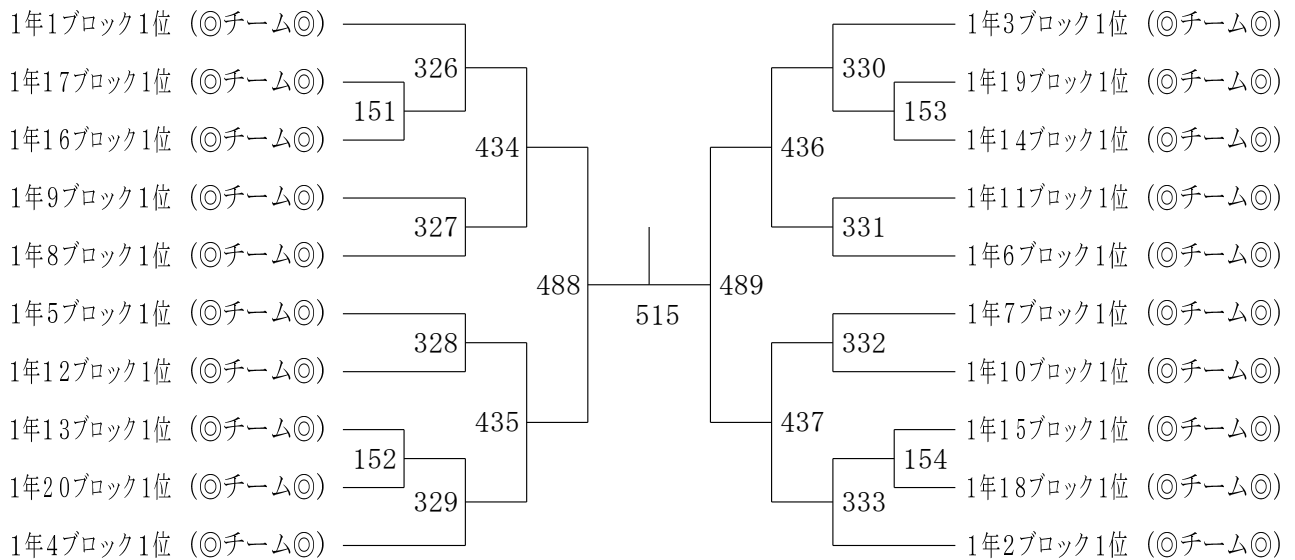 1年1ブロック1位 (◎チーム◎)
1年17ブロック1位 (◎チーム◎)
1年16ブロック1位 (◎チーム◎)
1年9ブロック1位 (◎チーム◎)
1年8ブロック1位 (◎チーム◎)
1年5ブロック1位 (◎チーム◎)
1年12ブロック1位 (◎チーム◎)
1年13ブロック1位 (◎チーム◎)
1年20ブロック1位 (◎チーム◎)
1年4ブロック1位 (◎チーム◎)
151
152
326
327
328
329
434
435
488
515
489
436
437
330
331
332
333
153
154
1年3ブロック1位 (◎チーム◎)
1年19ブロック1位 (◎チーム◎)
1年14ブロック1位 (◎チーム◎)
1年11ブロック1位 (◎チーム◎)
1年6ブロック1位 (◎チーム◎)
1年7ブロック1位 (◎チーム◎)
1年10ブロック1位 (◎チーム◎)
1年15ブロック1位 (◎チーム◎)
1年18ブロック1位 (◎チーム◎)
1年2ブロック1位 (◎チーム◎)